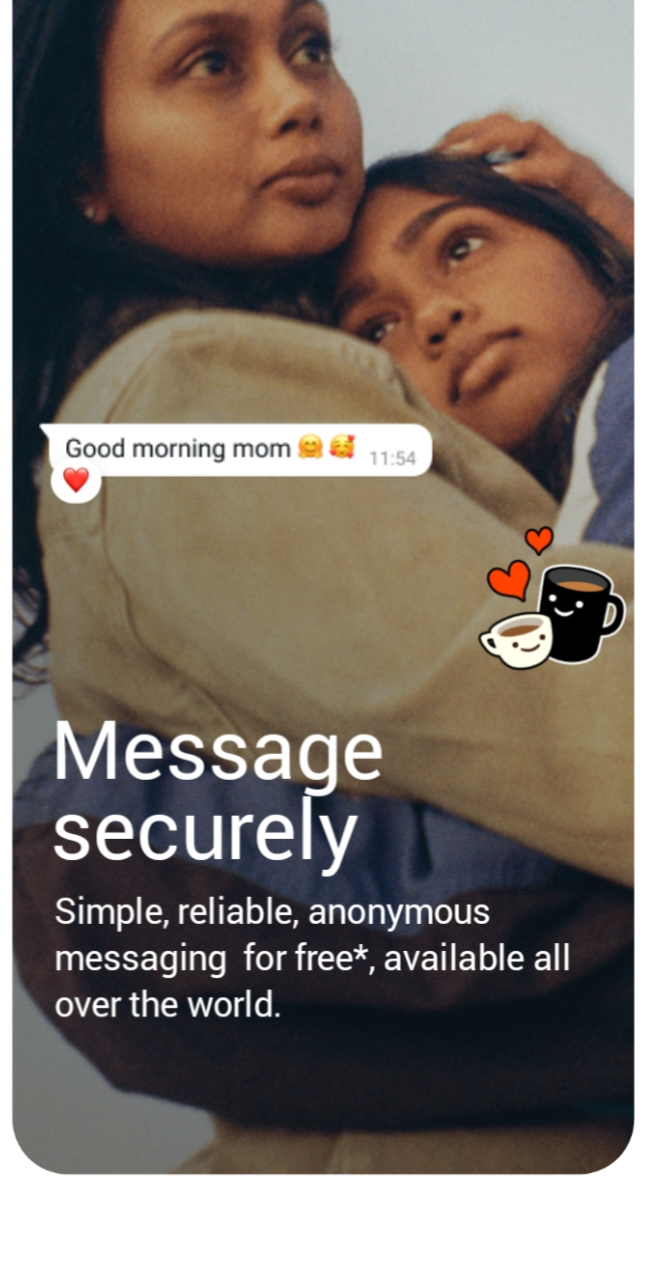 Good morning mom 🤗 🥰 11:54
❤️
Message
securely
Simple, reliable, anonymous
messaging  for free*, available all
over the world.